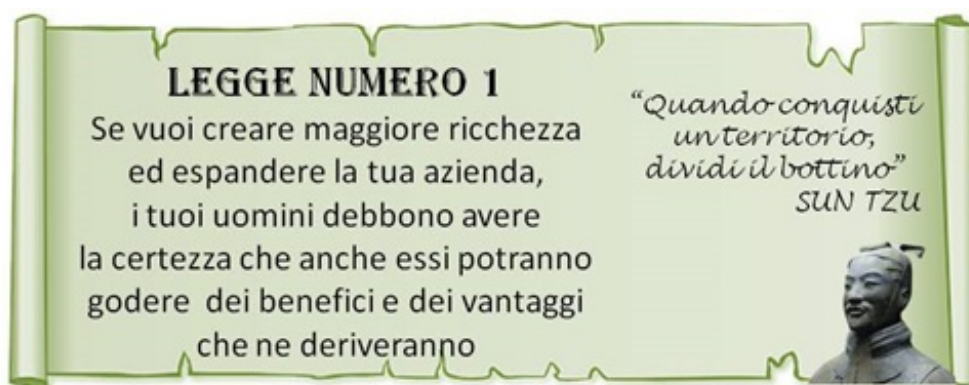 LEGGE NUMERO 1
Se vuoi creare maggiore ricchezza
ed espandere la tua azienda,
i tuoi uomini debbono avere
la certezza che anche essi potranno
godere dei benefici e dei vantaggi
che ne deriveranno
“Quando conquisti
un territorio,
dividi il bottino”
SUN TZU